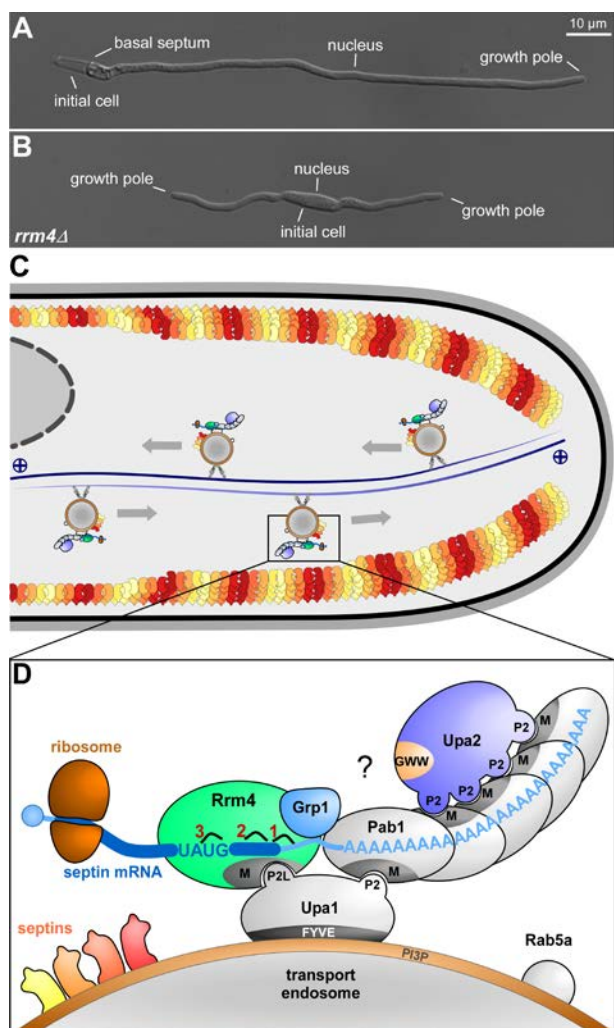 A
basal septum
nucleus
growth pole
10 µm
initial cell
B
growth pole
nucleus
initial cell
growth pole
rrm4Δ
C
D
ribosome
septin mRNA
Rrm4
Grp1
3 2 1
UAUG
M
P2L
?
Upa2
GWW
P2
M
P2
M
P2
M
P2
M
Pab1
AAAAAAAAAAAAAAAAAAAAAAAAAA
M
P2
Upa1
FYVE
PI3P
septins
transport
endosome
Rab5a